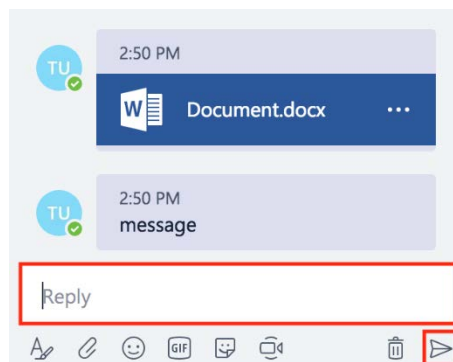 TU
2:50 PM
W
Document.docx
TU
2:50 PM
message
Reply
GIF